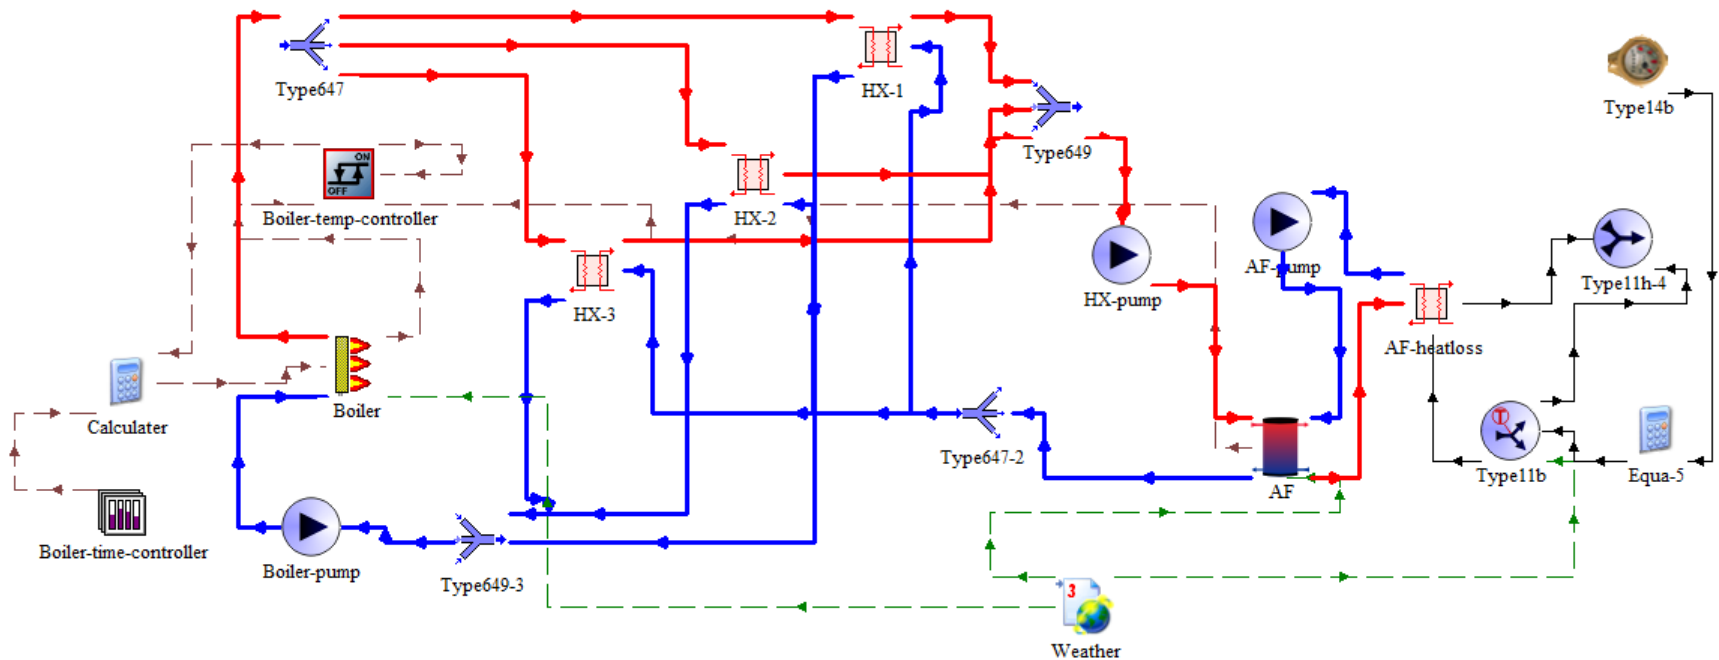 Type647
HX-1
Type14b
Type649
ON
OFF
Boiler-temp-controller
HX-2
AF-pump
Type11h-4
HX-pump
HX-3
AF-heatloss
Boiler
Calculater
Type647-2
AF
T
Type11b
Equa-5
Boiler-time-controller
Boiler-pump
Type649-3
3
Weather